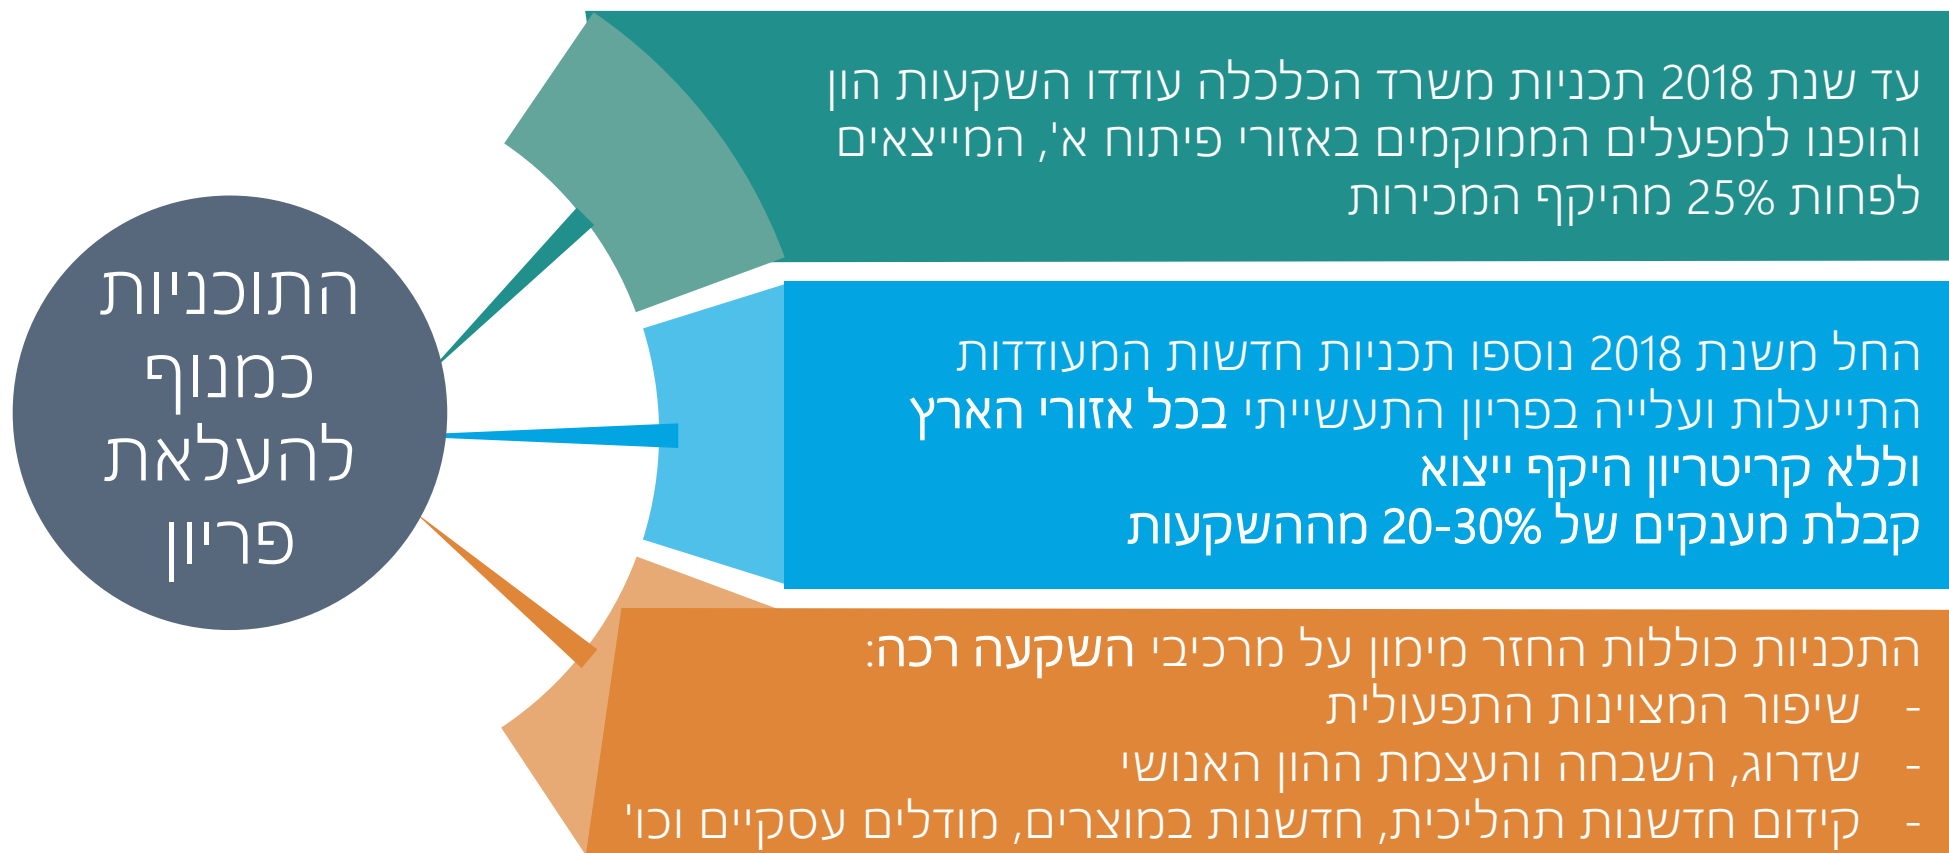 התוכניות
כמנוף
להעלאת
פריון
עד שנת 2018 תכניות משרד הכלכלה עודדו השקעות הון
והופנו למפעלים הממוקמים באזורי פיתוח א', המייצאים
לפחות 25% מהיקף המכירות
החל משנת 2018 נוספו תכניות חדשות המעודדות
התייעלות ועלייה בפריון התעשייתי בכל אזורי הארץ
וללא קריטריון היקף ייצוא
קבלת מענקים של 20-30% מההשקעות
התכניות כוללות החזר מימון על מרכיבי השקעה רכה:
- שיפור המצוינות התפעולית
- שדרוג, השבחה והעצמת ההון האנושי
- קידום חדשנות תהליכית, חדשנות במוצרים, מודלים עסקיים וכו'